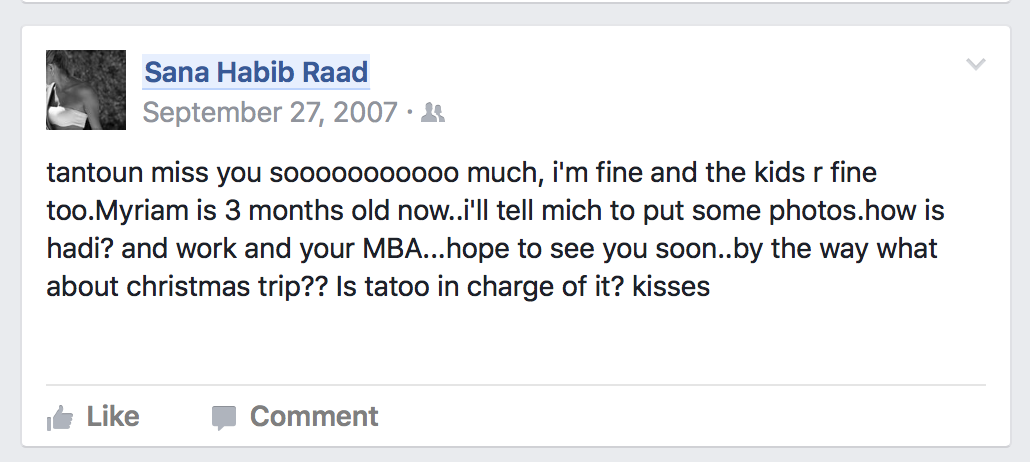 Sana Habib Raad
September 27, 2007 ·
tantoun miss you sooooooooooo much, i'm fine and the kids r fine
too.Myriam is 3 months old now..i'll tell mich to put some photos.how is
hadi? and work and your MBA...hope to see you soon..by the way what
about christmas trip?? Is tatoo in charge of it? kisses
Like Comment